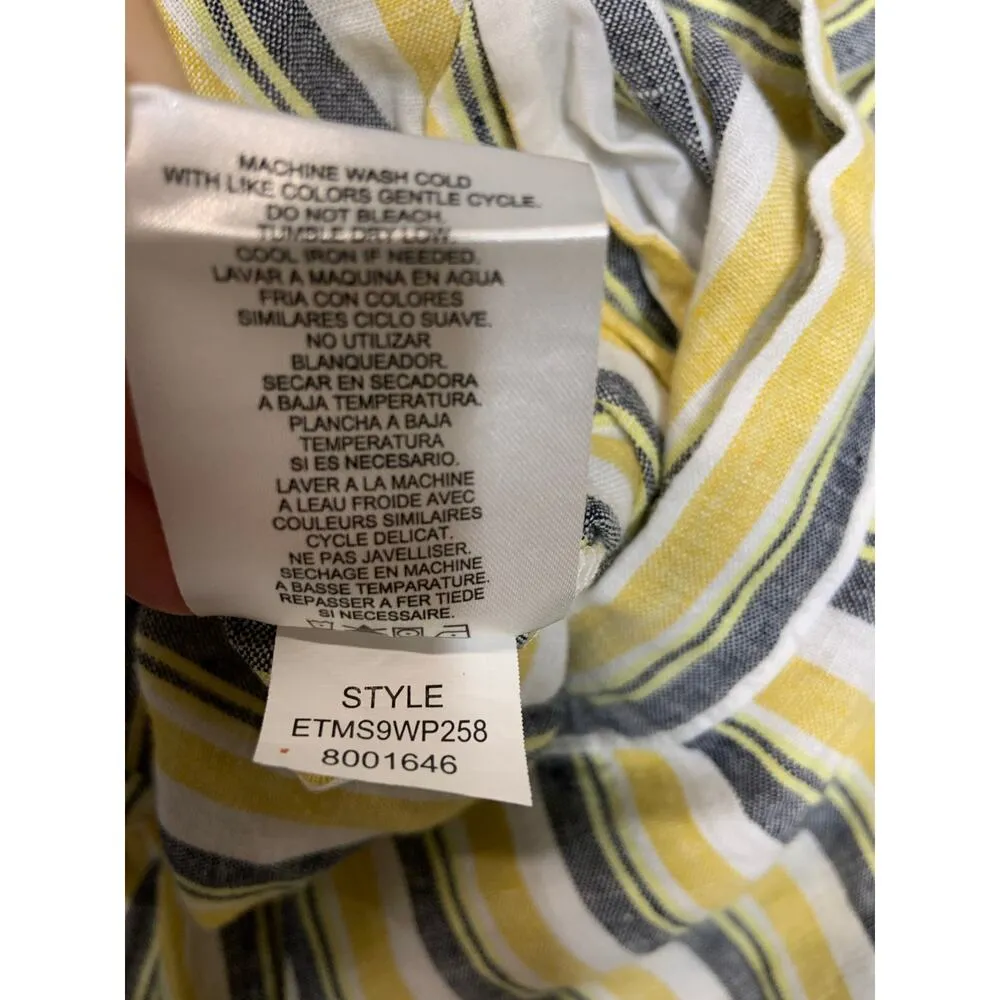 MACHINE WASH COLD
WITH LIKE COLORS GENTLE CYCLE.
DO NOT BLEACH.
TUMBLE DRY LOW.
COOL IRON IF NEEDED.
LAVAR A MAQUINA EN AGUA
FRIA CON COLORES
SIMILARES CICLO SUAVE.
NO UTILIZAR
BLANQUEADOR.
SECAR EN SECADORA
A BAJA TEMPERATURA.
PLANCHA A BAJA
TEMPERATURA
SI ES NECESARIO.
LAVER A LA MACHINE
A LEAU FROIDE AVEC
COULEURS SIMILAIRES
CYCLE DELICAT.
NE PAS JAVELLISER.
SECHAGE EN MACHINE
A BASSE TEMPARATURE.
REPASSER A FER TIEDE
SI NECESSAIRE.
STYLE
ETMS9WP258
8001646